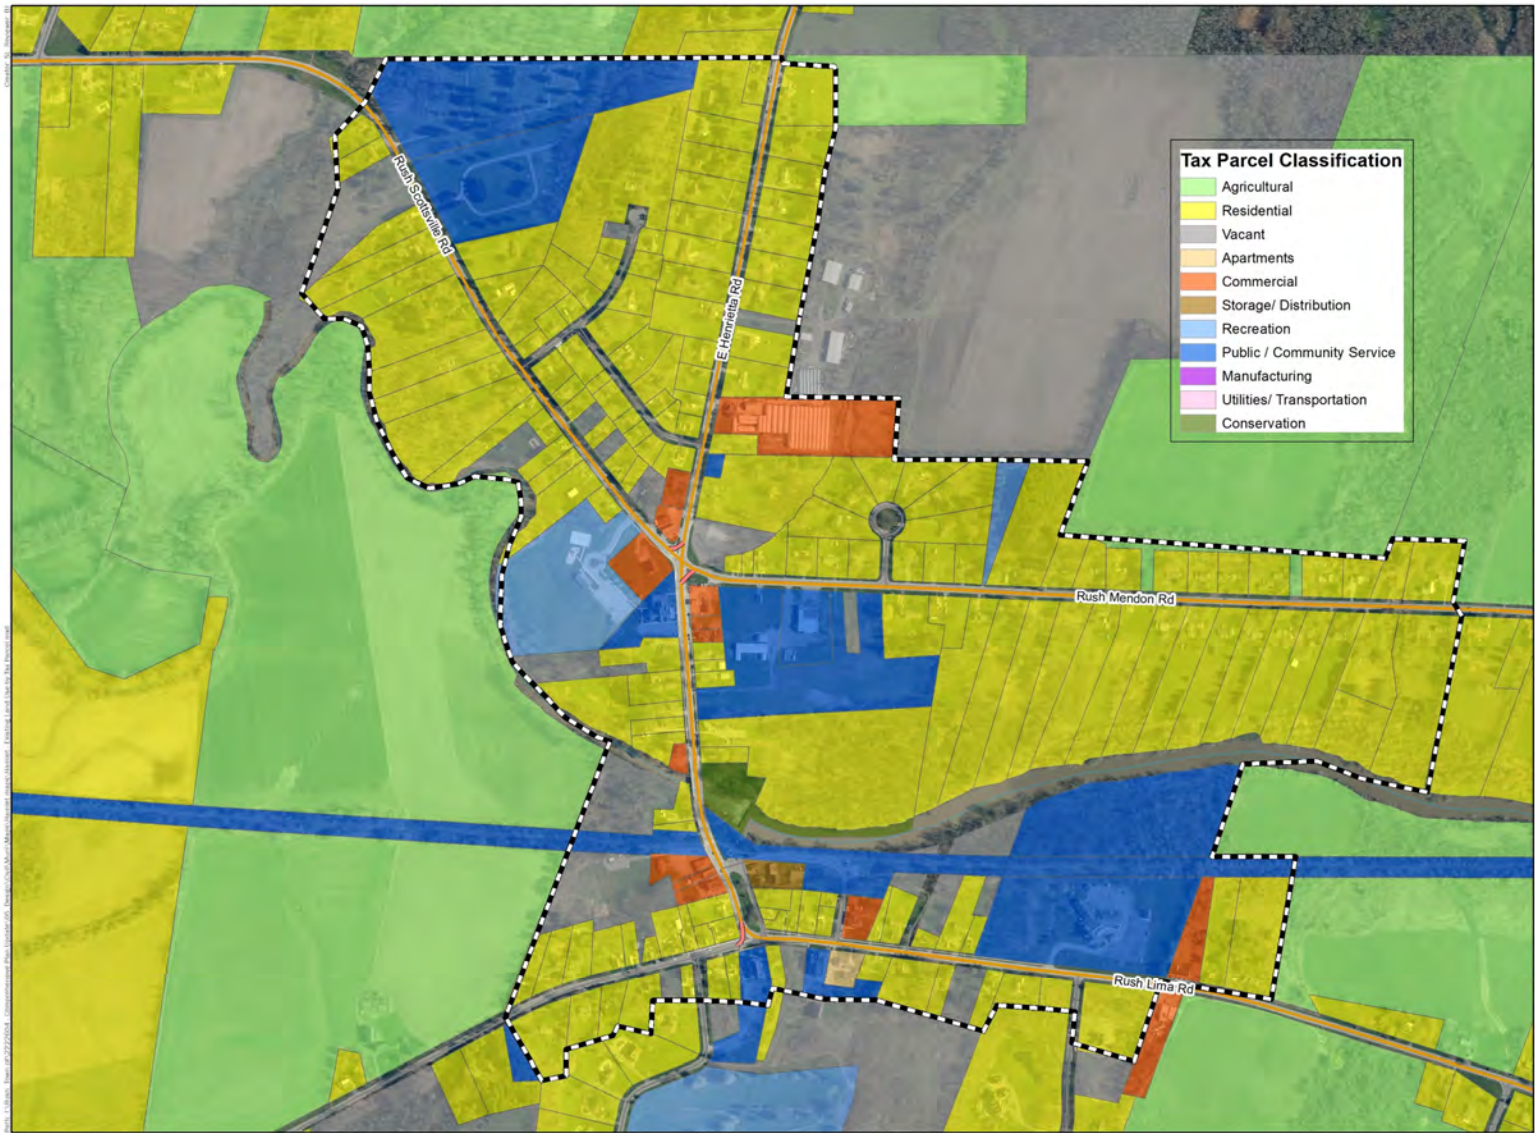 Tax Parcel Classification
Agricultural
Residential
Vacant
Apartments
Commercial
Storage/ Distribution
Recreation
Public / Community Service
Manufacturing
Utilities/ Transportation
Conservation
Rush Scottsville Rd
E Henrietta Rd
Rush Mendon Rd
Rush Lima Rd